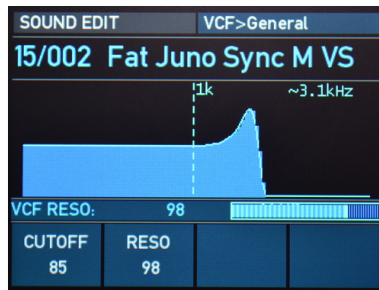 SOUND EDIT VCF>General
15/002 Fat Juno Sync M VS
1k ~3.1kHz
VCF RESO: 98
CUTOFF RESO
85 98